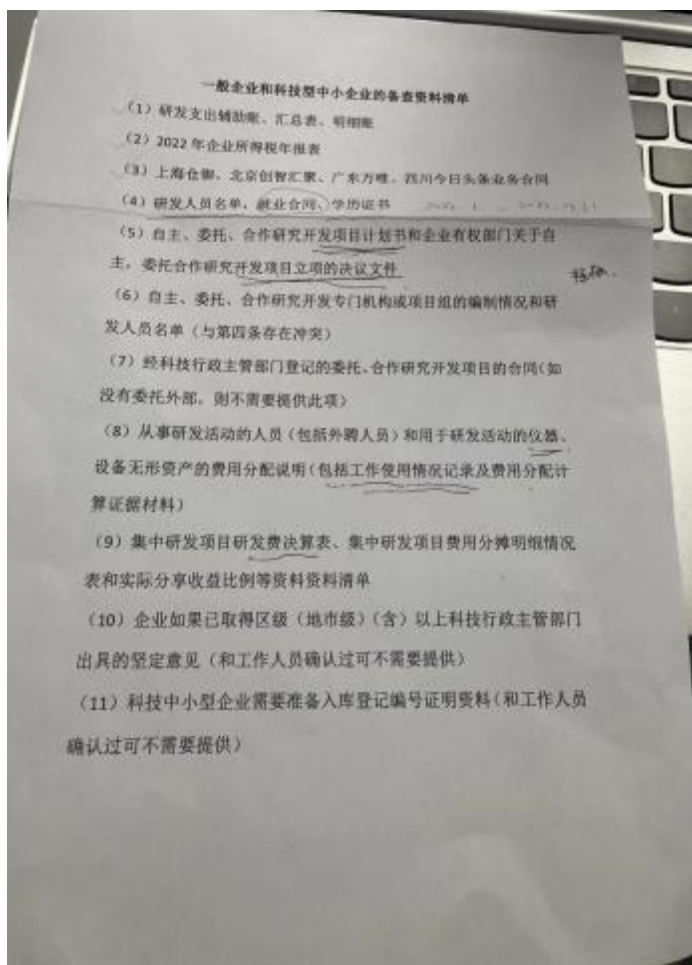 一般企业和科技型中小企业的备查资料清单
（1）研发支出辅助账、汇总表、明细账
（2）2022 年企业所得税年报表
（3）上海仓御、北京创智汇聚、广东万唯、四川今日头条业务合同
（4）研发人员名单、就业合同、学历证书
（5）自主、委托、合作研究开发项目计划书和企业有权部门关于自
主、委托合作研究开发项目立项的决议文件
（6）自主、委托、合作研究开发专门机构或项目组的编制情况和研
发人员名单（与第四条存在冲突）
（7）经科技行政主管部门登记的委托、合作研究开发项目的合同（如
没有委托外部，则不需要提供此项）
（8）从事研发活动的人员（包括外聘人员）和用于研发活动的仪器、
设备无形资产的费用分配说明（包括工作使用情况记录及费用分配计
算证据材料）
（9）集中研发项目研发费决算表、集中研发项目费用分摊明细情况
表和实际分享收益比例等资料资料清单
（10）企业如果已取得区级（地市级）（含）以上科技行政主管部门
出具的坚定意见（和工作人员确认过可不需要提供）
（11）科技中小型企业需要准备入库登记编号证明资料（和工作人员
确认过可不需要提供）